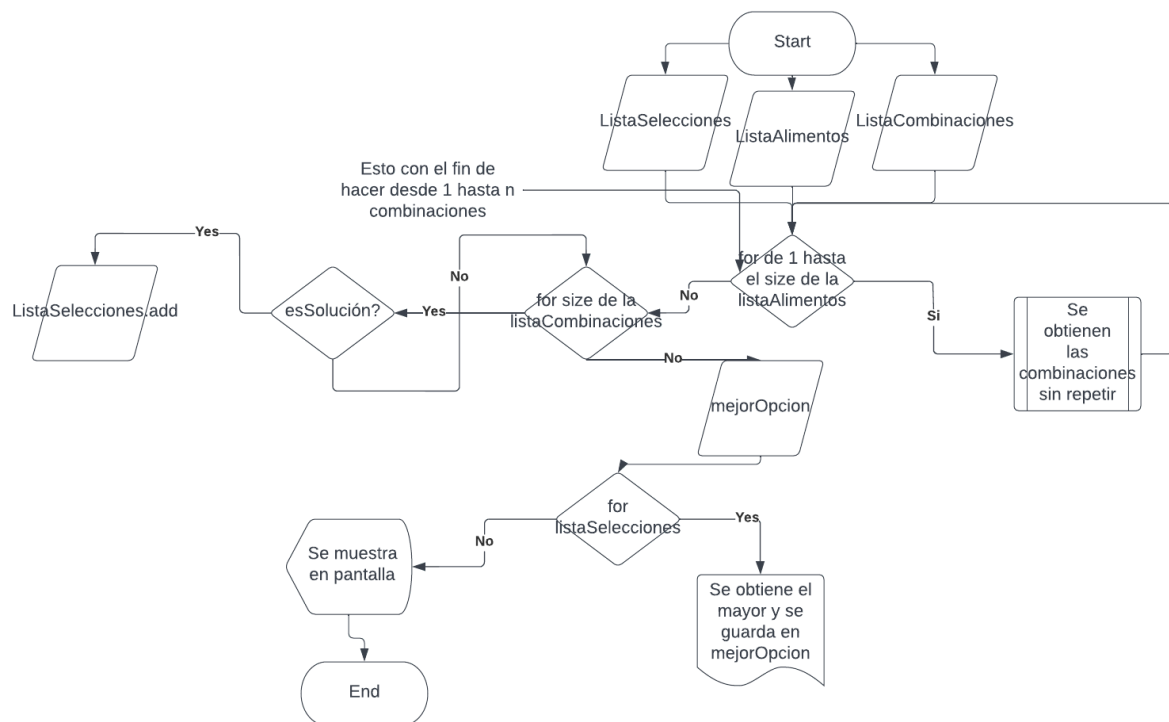 Start
ListaSelecciones
ListaAlimentos
ListaCombinaciones
Esto con el fin de
hacer desde 1 hasta n
combinaciones
for de 1 hasta
el size de la
listaAlimentos
Yes
No
No
Si
ListaSelecciones.add
esSolución?
Yes
for size de la
listaCombinaciones
Se
obtienen
las
combinaciones
sin repetir
No
mejorOpcion
for
listaSelecciones
Yes
No
Se muestra
en pantalla
Se obtiene el
mayor y se
guarda en
mejorOpcion
End